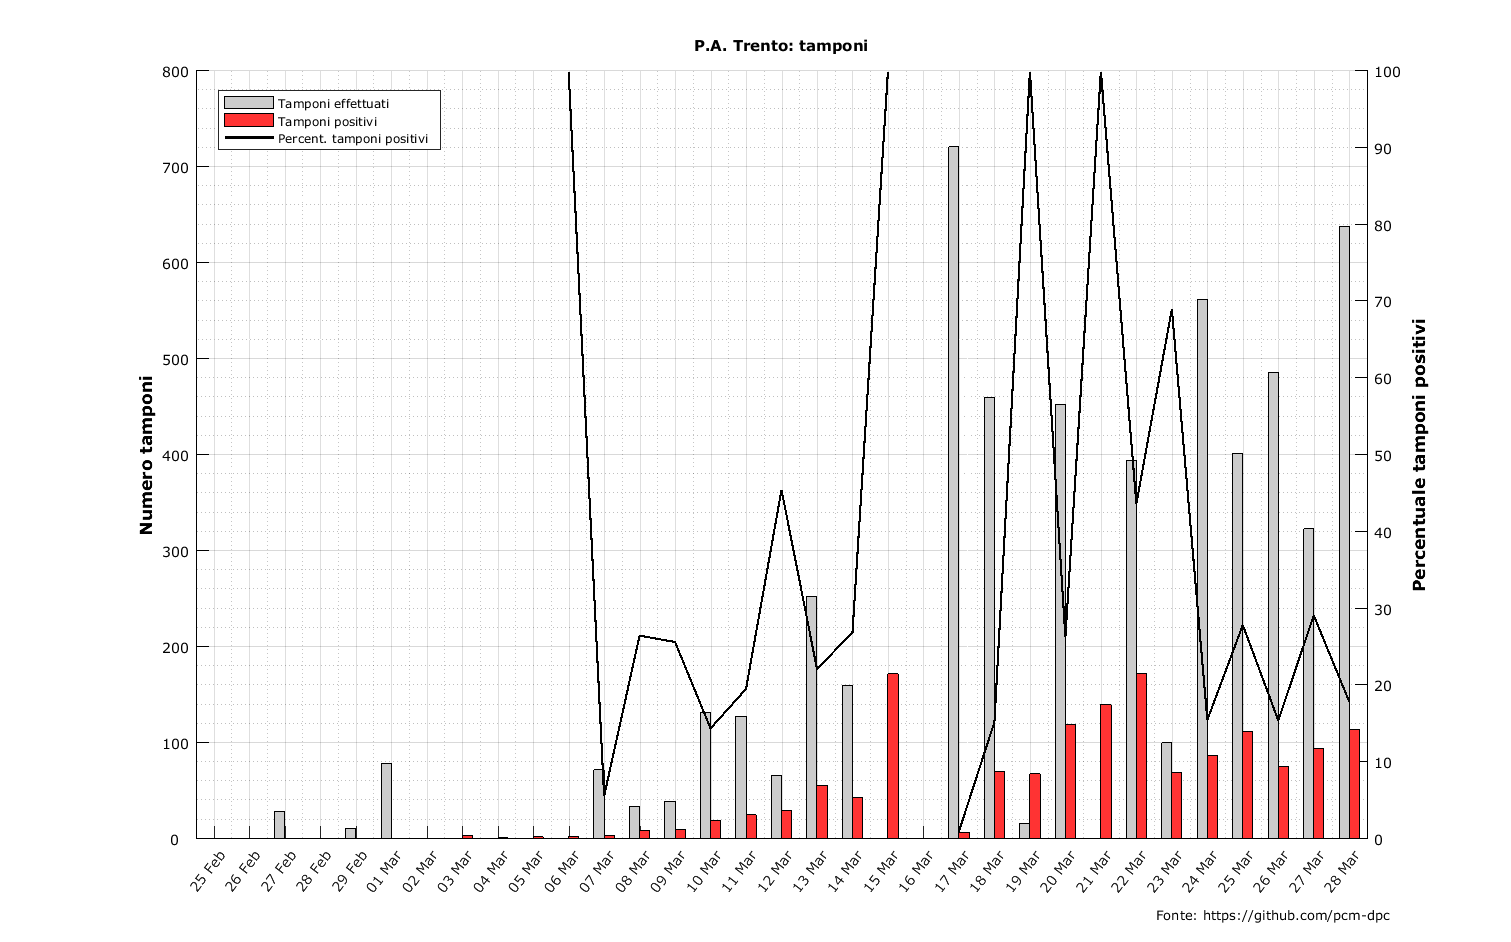 P.A. Trento: tamponi
Tamponi effettuati
Tamponi positivi
Percent. tamponi positivi
Numero tamponi
800
700
600
500
400
300
200
100
0
100
90
80
70
60
50
40
30
20
10
0
Percentuale tamponi positivi
25 Feb
26 Feb
27 Feb
28 Feb
29 Feb
01 Mar
02 Mar
03 Mar
04 Mar
05 Mar
06 Mar
07 Mar
08 Mar
09 Mar
10 Mar
11 Mar
12 Mar
13 Mar
14 Mar
15 Mar
16 Mar
17 Mar
18 Mar
19 Mar
20 Mar
21 Mar
22 Mar
23 Mar
24 Mar
25 Mar
26 Mar
27 Mar
28 Mar
Fonte: https://github.com/pcm-dpc